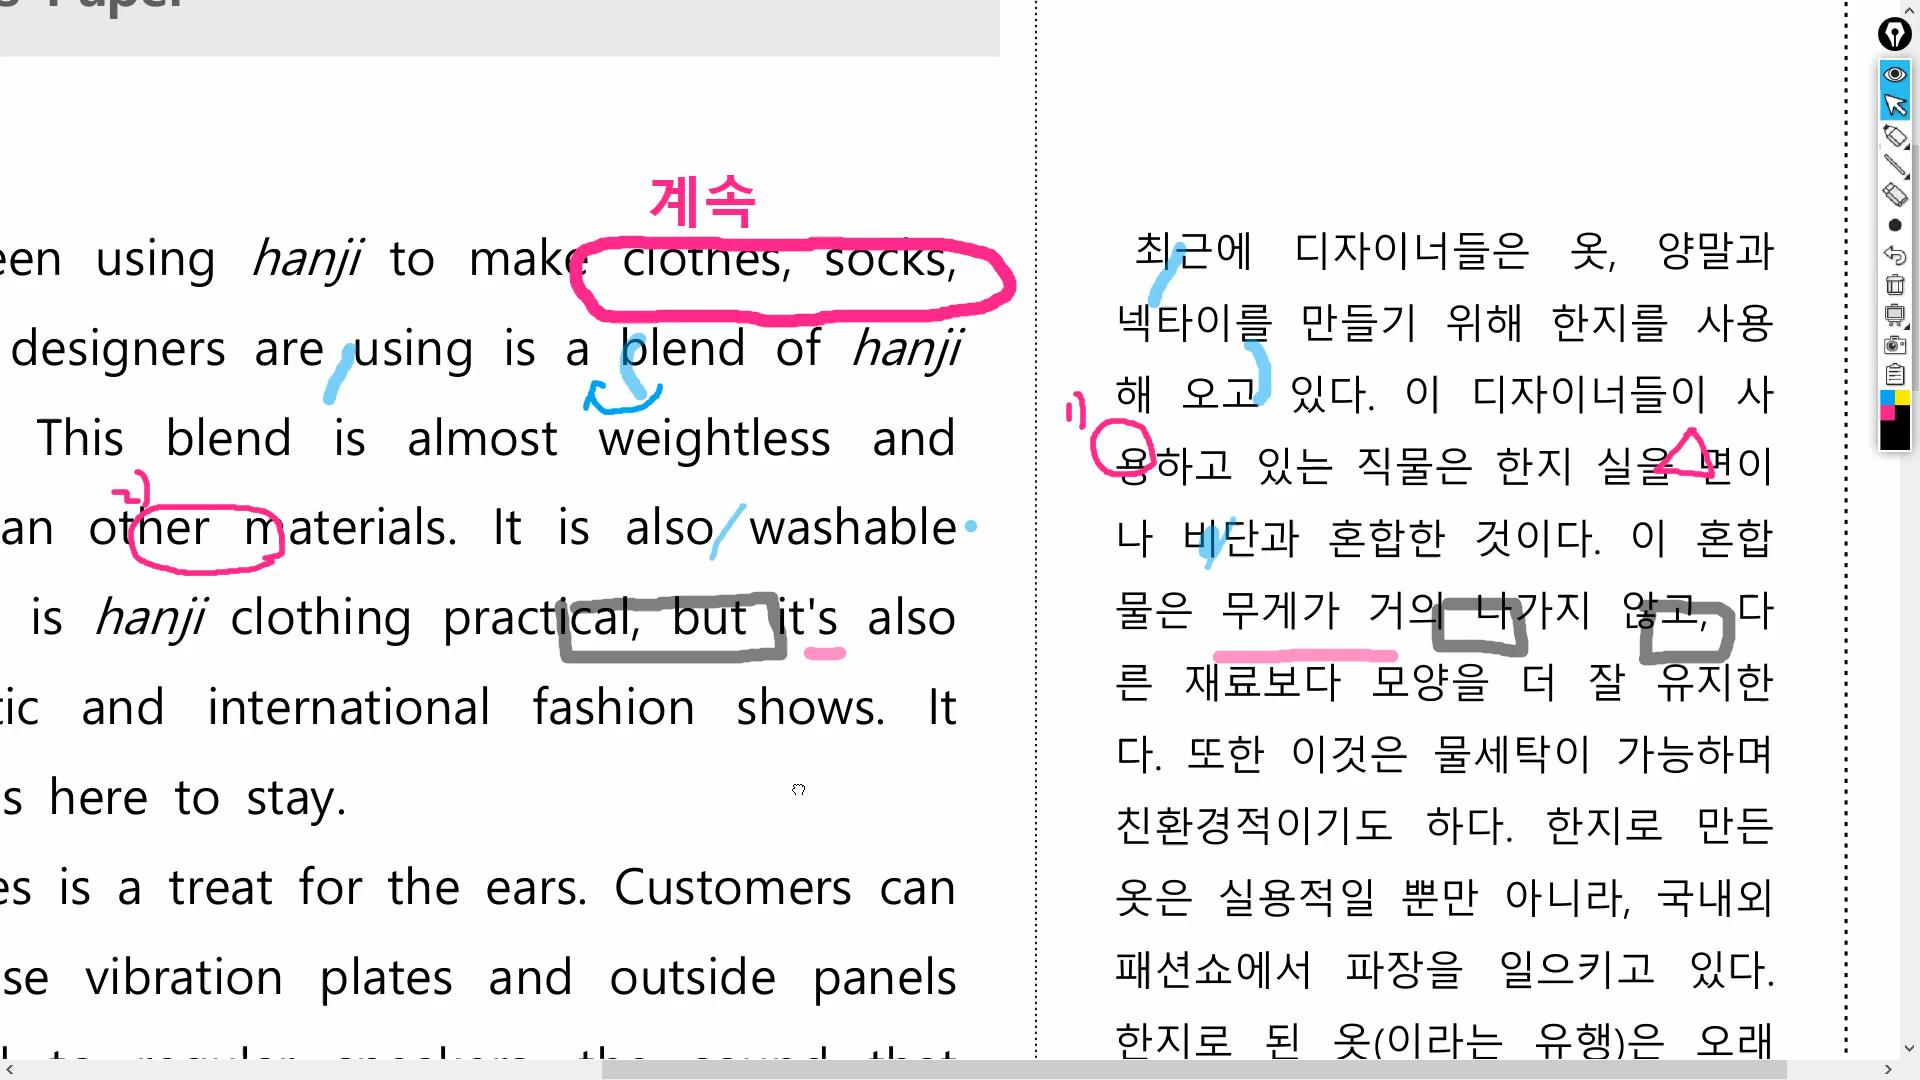 Paper
계속
using hanji to make clothes, socks,
designers are using is a blend of hanji
This blend is almost weightless and
other materials. It is also washable
is hanji clothing practical, but it's also
and international fashion shows. It
here to stay.
is a treat for the ears. Customers can
vibration plates and outside panels
to regular speakers, the sound that
최근에 디자이너들은 옷, 양말과
넥타이를 만들기 위해 한지를 사용
해 오고 있다. 이 디자이너들이 사
1)
용하고 있는 직물은 한지 실을 면이
나 비단과 혼합한 것이다. 이 혼합
2)
물은 무게가 거의 나가지 않고, 다
른 재료보다 모양을 더 잘 유지한
다. 또한 이것은 물세탁이 가능하며
친환경적이기도 하다. 한지로 만든
옷은 실용적일 뿐만 아니라, 국내외
패션쇼에서 파장을 일으키고 있다.
한지로 된 옷(이라는 유행)은 오래